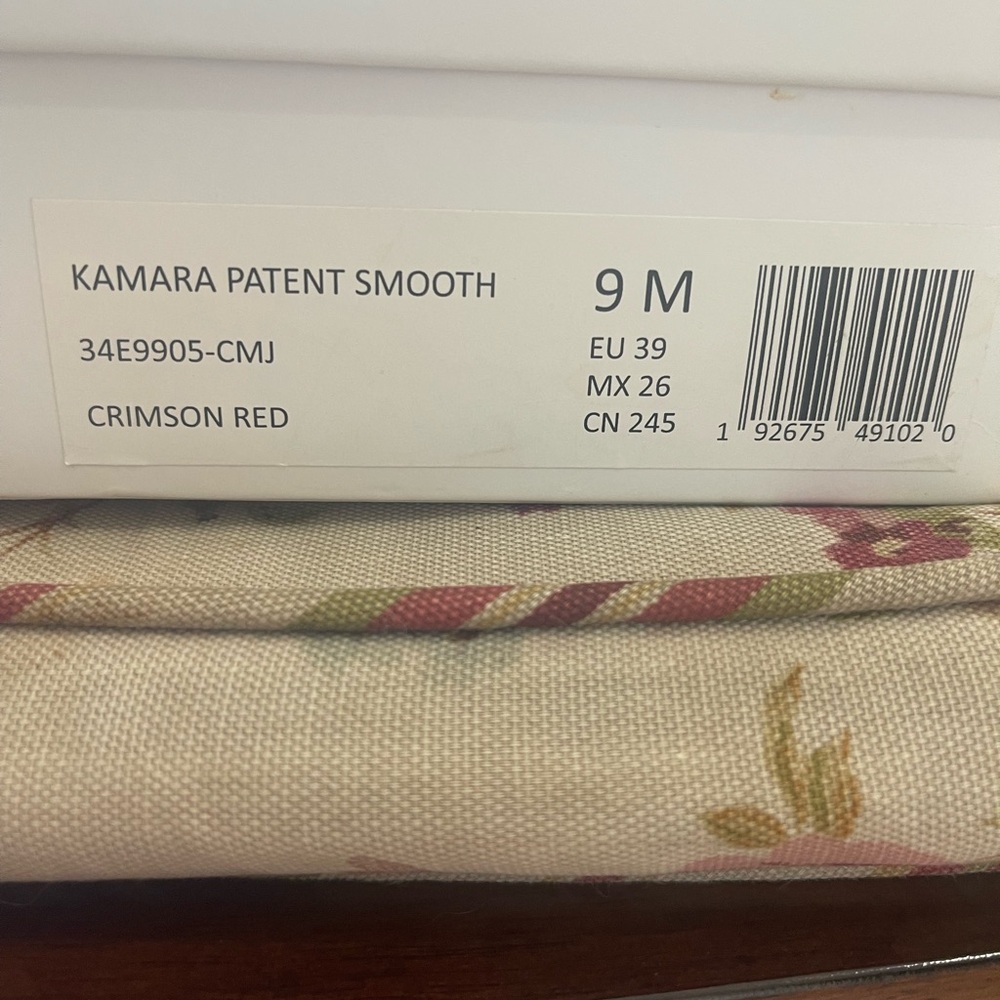 KAMARA PATENT SMOOTH
34E9905-CMJ
CRIMSON RED
9 M
EU 39
MX 26
CN 245
1 92675 49102 0